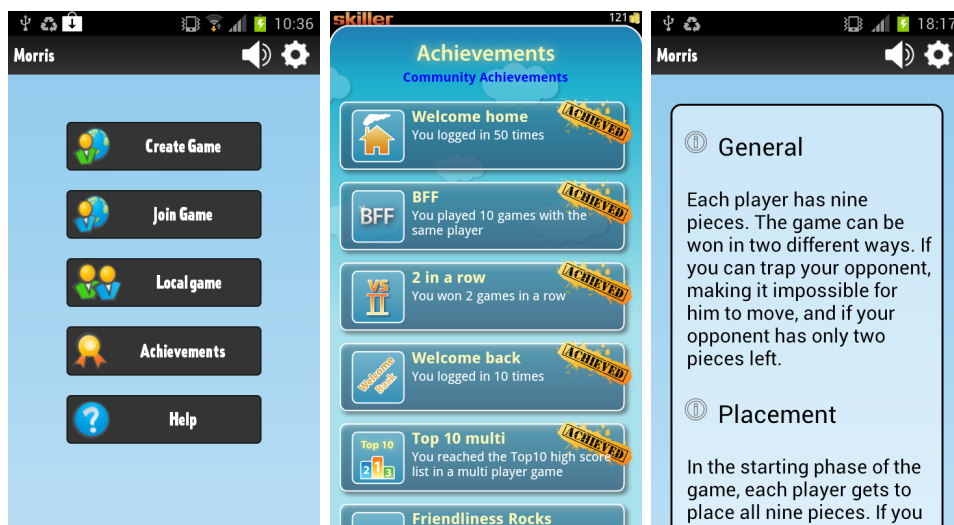 10:36
Morris
Create Game
Join Game
Local game
Achievements
Help
skiller
121
Achievements
Community Achievements
Welcome home
You logged in 50 times
ACHIEVED
BFF
BFF
You played 10 games with the
same player
ACHIEVED
VS
2 in a row
You won 2 games in a row
ACHIEVED
Welcome
Back
Welcome back
You logged in 10 times
ACHIEVED
Top 10
2 1 3
Top 10 multi
You reached the Top10 high score
list in a multi player game
ACHIEVED
Friendliness Rocks
18:17
Morris
General
Each player has nine
pieces. The game can be
won in two different ways. If
you can trap your opponent,
making it impossible for
him to move, and if your
opponent has only two
pieces left.
Placement
In the starting phase of the
game, each player gets to
place all nine pieces. If you